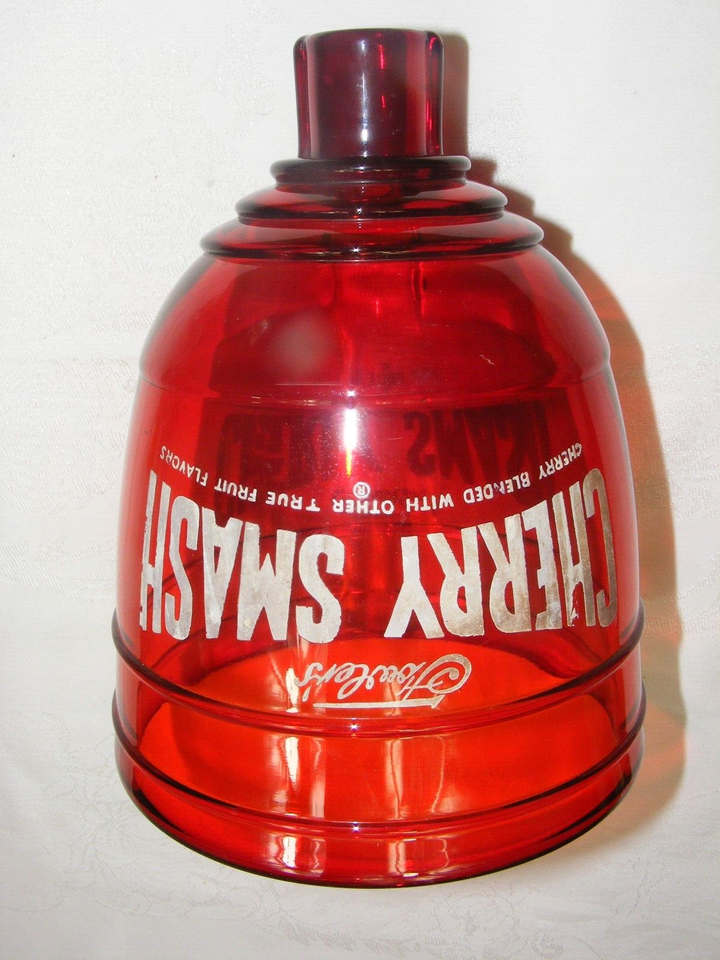 Fowler's
CHERRY SMASH
®
CHERRY BLENDED WITH OTHER TRUE FRUIT FLAVORS